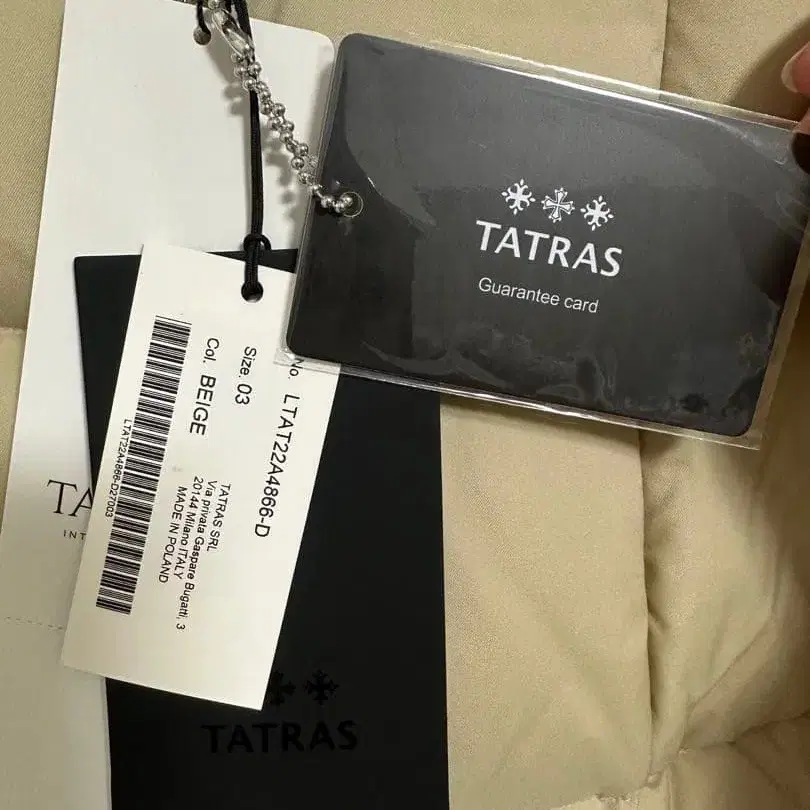 TATRAS
Guarantee card
No. LTAT22A4866-D
Size. 03
Col. BEIGE
TATRAS SRL
Via privata Gaspare Bugatti, 3
20144 Milano ITALY
MADE IN POLAND
LTAT22A4866-D27003
TA
INT
TATRAS